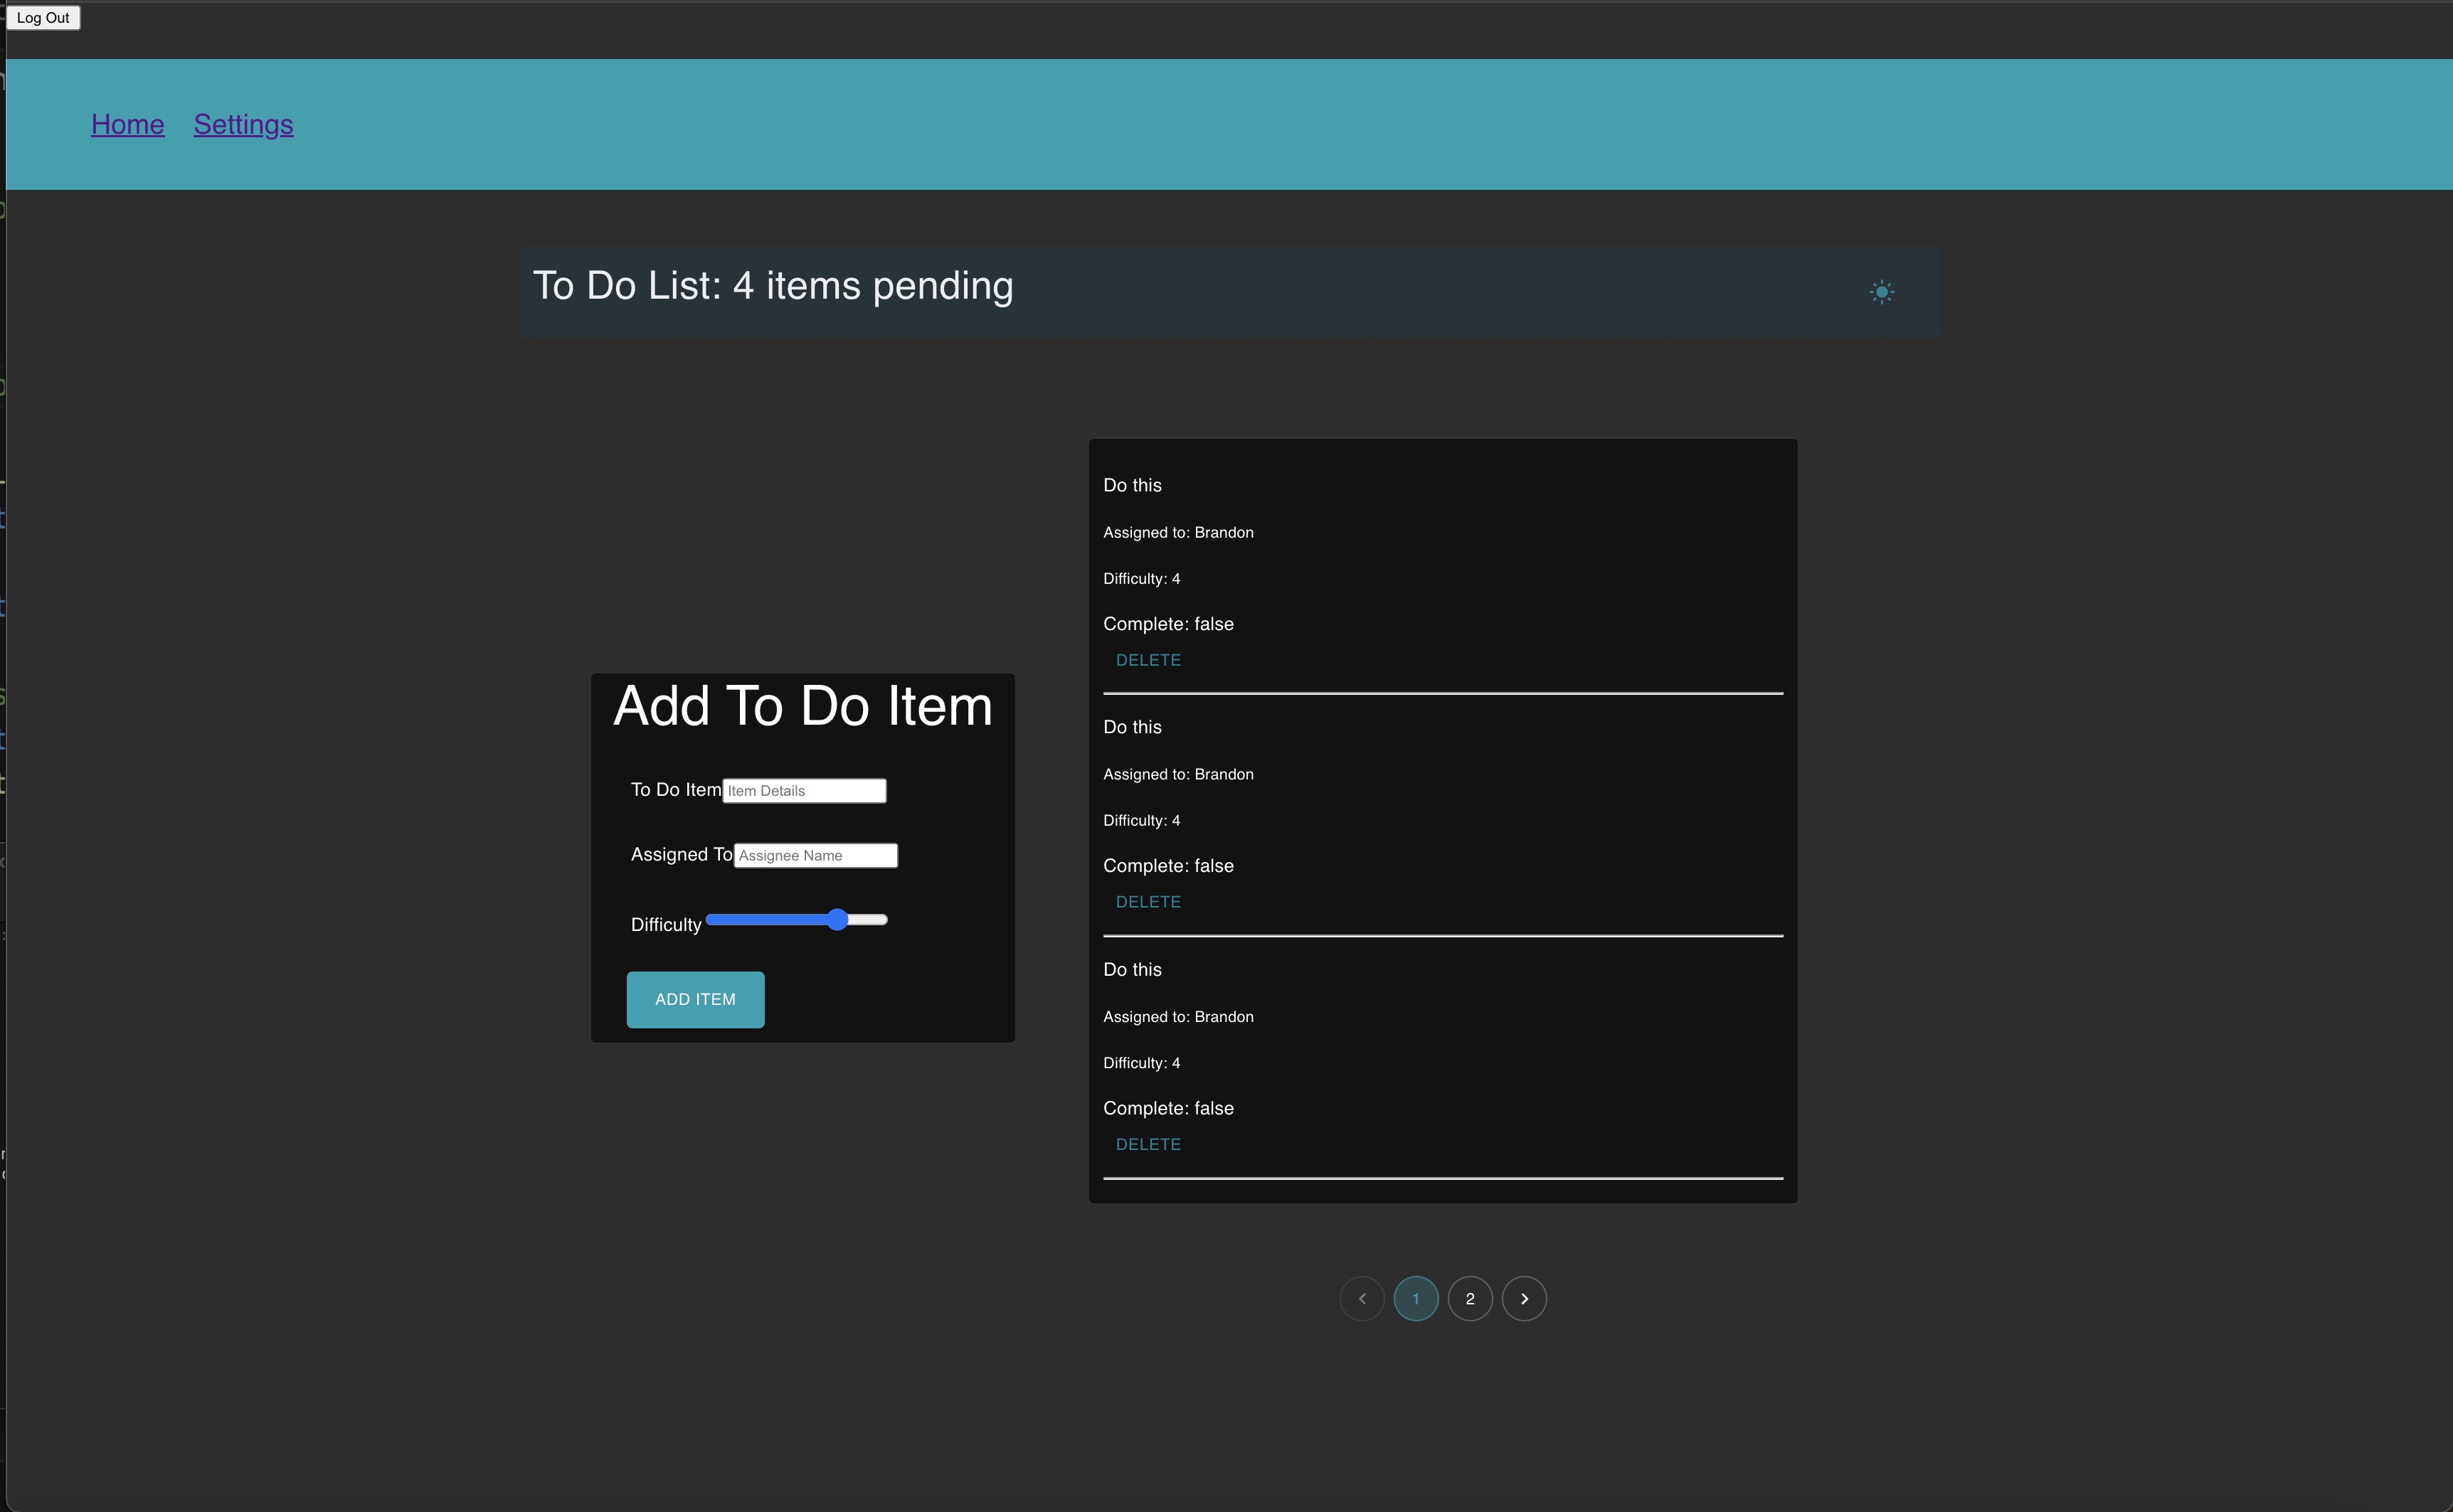 Log Out
Home Settings
To Do List: 4 items pending
Add To Do Item
To Do Item Item Details
Assigned To Assignee Name
Difficulty
ADD ITEM
Do this
Assigned to: Brandon
Difficulty: 4
Complete: false
DELETE
Do this
Assigned to: Brandon
Difficulty: 4
Complete: false
DELETE
Do this
Assigned to: Brandon
Difficulty: 4
Complete: false
DELETE
1 2